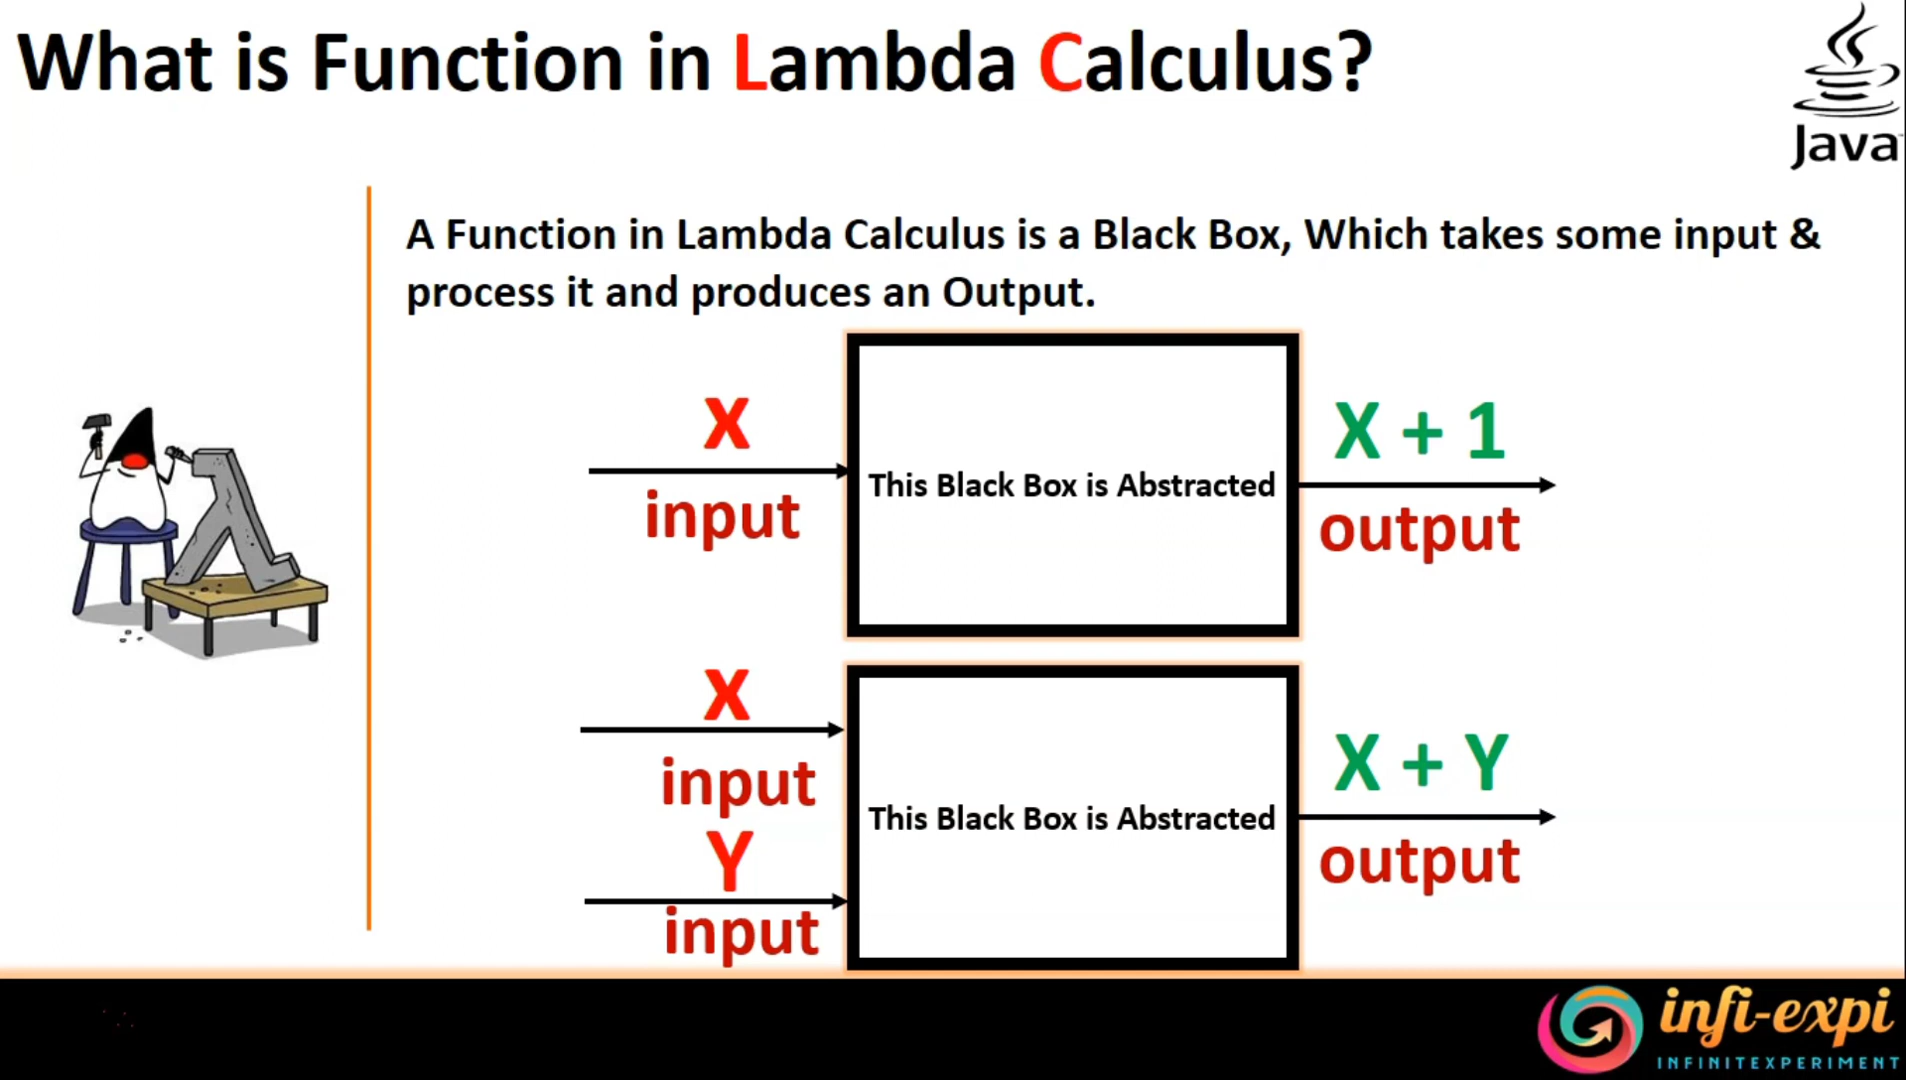 What is Function in Lambda Calculus?
Java
A Function in Lambda Calculus is a Black Box, Which takes some input &
process it and produces an Output.
X
input
This Black Box is Abstracted
X + 1
output
X
input
Y
input
This Black Box is Abstracted
X + Y
output
infi-expi
INFINITEXPERIMENT